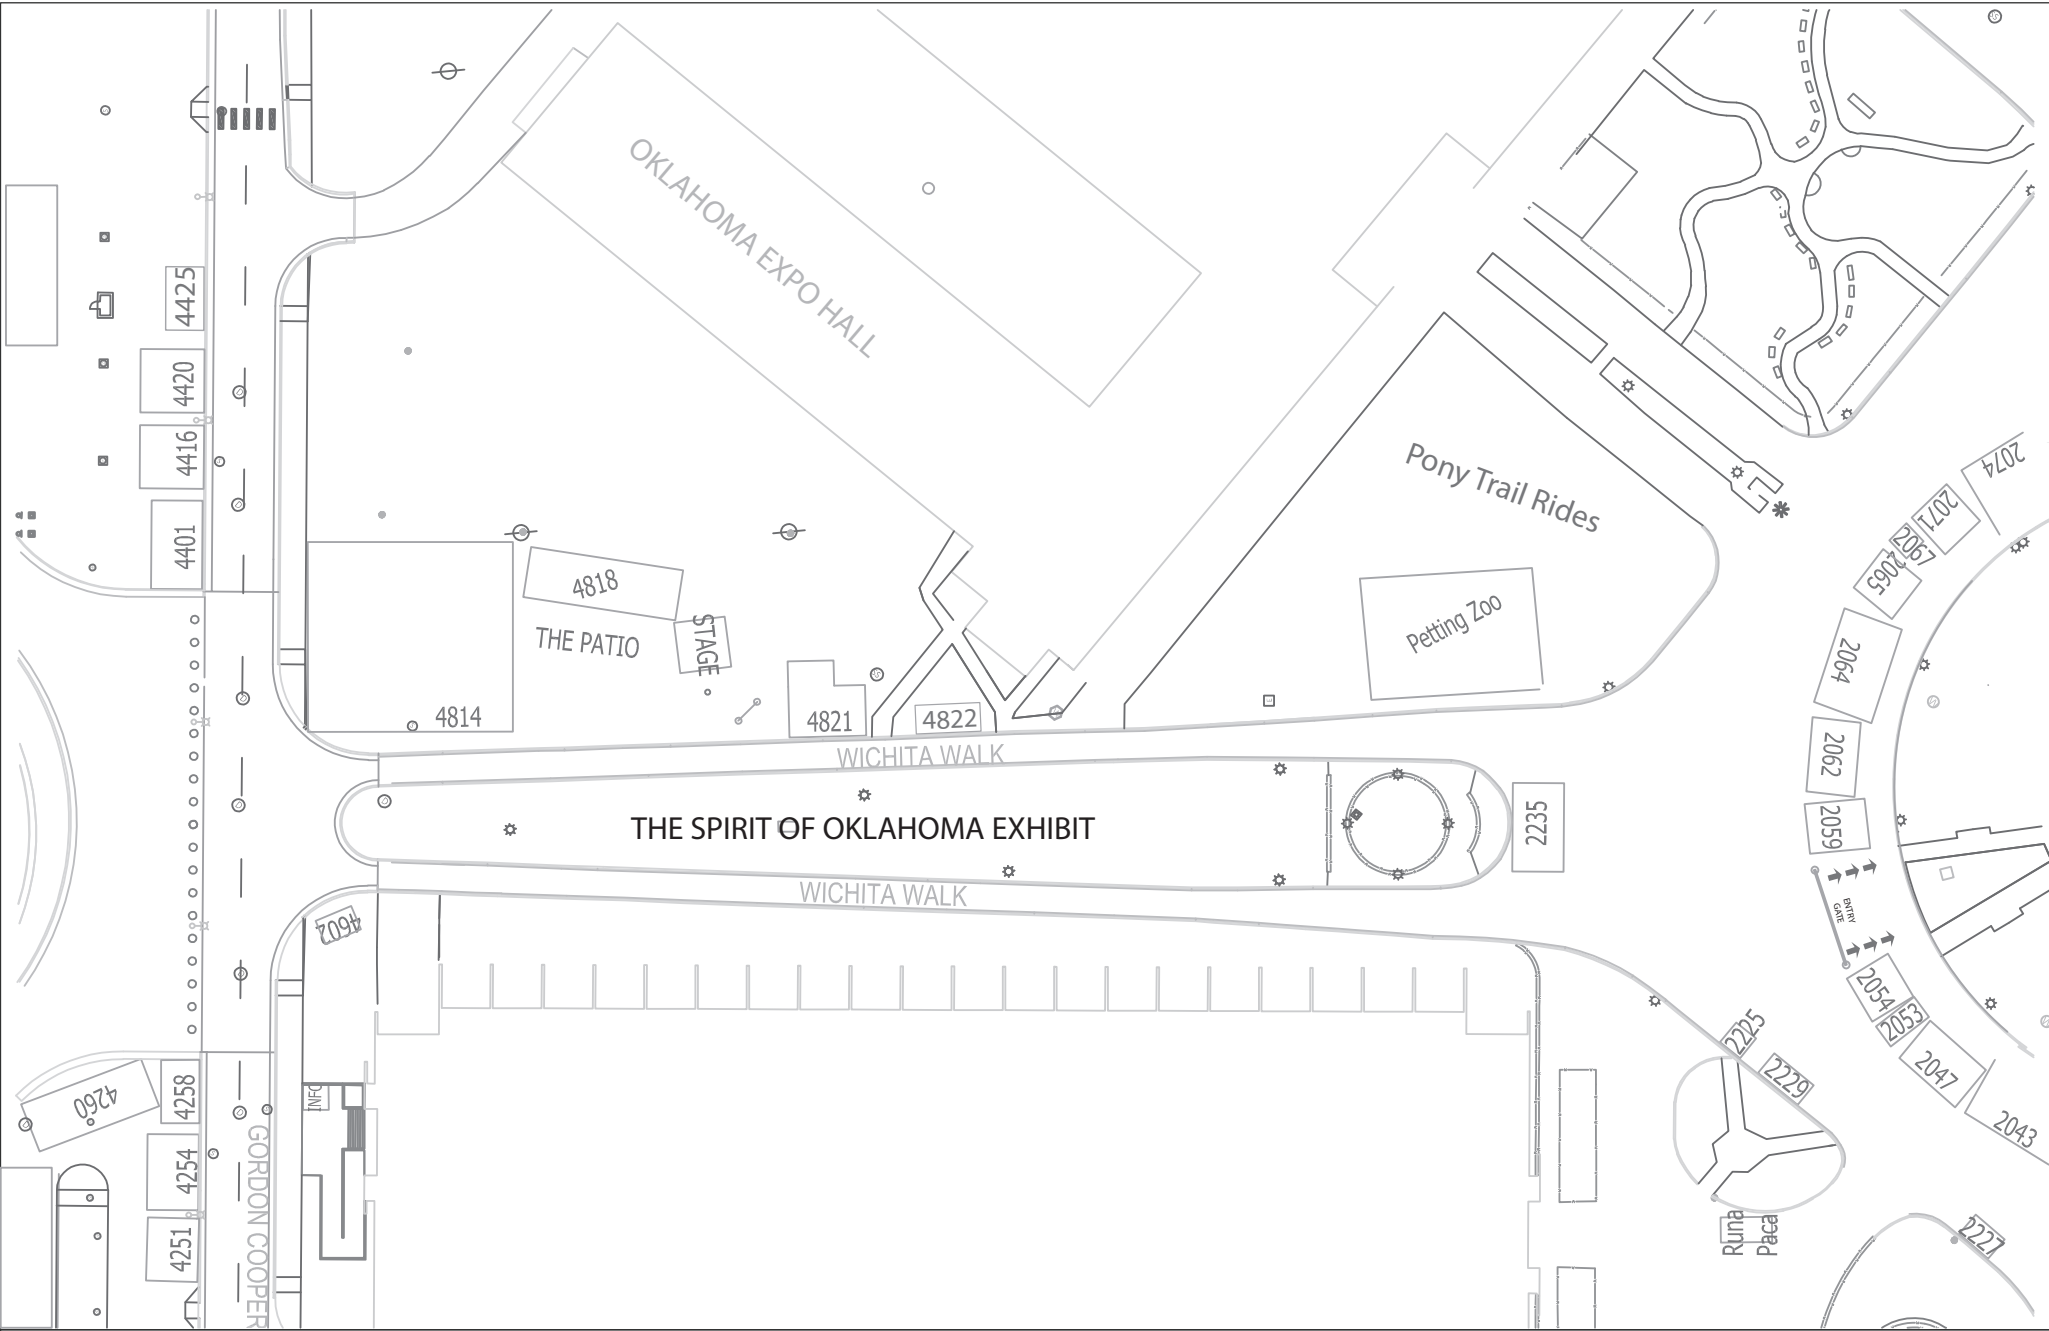 OKLAHOMA EXPO HALL
4425
4420
4416
4401
Pony Trail Rides
Petting Zoo
2074
2071
2067
2065
2064
2062
2059
4818
THE PATIO
STAGE
4814
4821
4822
WICHITA WALK
THE SPIRIT OF OKLAHOMA EXHIBIT
2235
WICHITA WALK
4602
ENTRY
GATE
2054
2053
2047
2043
2225
2229
4260
4258
4254
4251
INFO
GORDON COOPER
Runa
Paca
2227